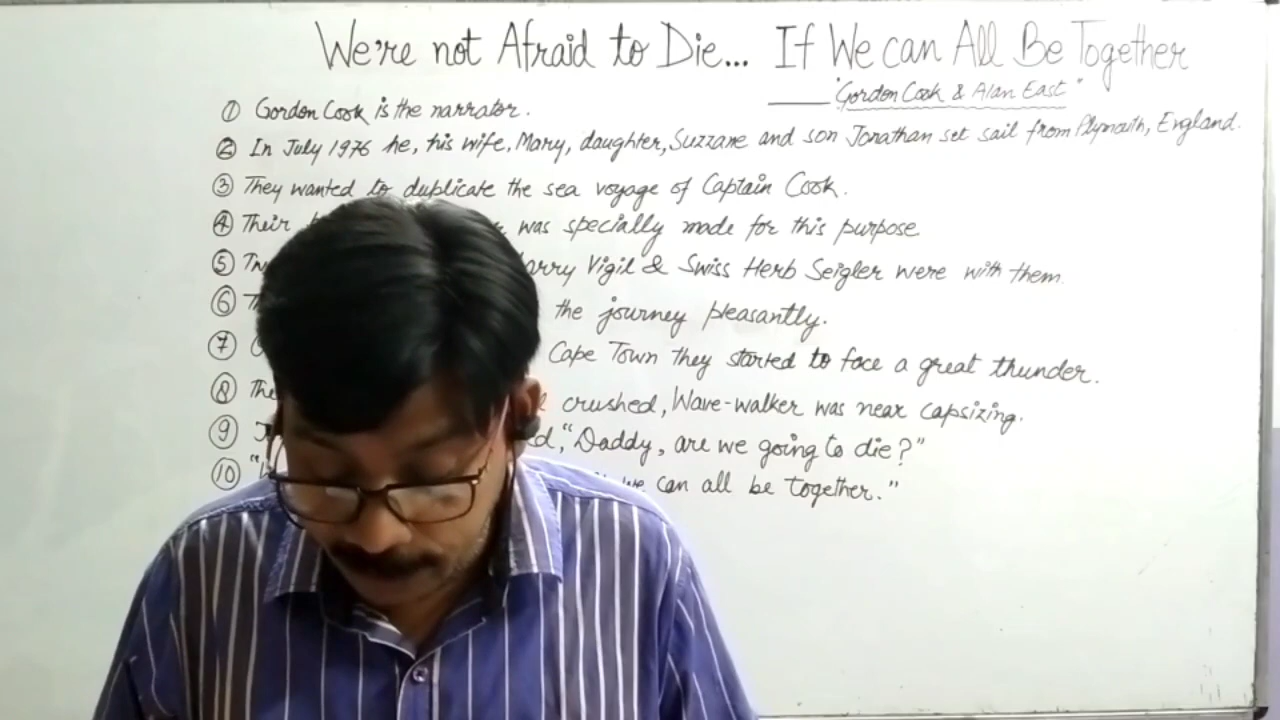 We're not Afraid to Die... If We can All Be Together
"Gordon Cook & Alan East"
① Gordon Cook is the narrator.
② In July 1976 he, his wife, Mary, daughter, Suzzane and son Jonathan set sail from Plymouth, England.
③ They wanted to duplicate the sea voyage of Captain Cook.
④ Their was specially made for this purpose
⑤ Vigil & Swiss Herb Seigler were with them.
⑥ the journey pleasantly.
⑦ Cape Town they started to face a great thunder.
⑧ The crushed, Wave-walker was near capsizing.
⑨ "Daddy, are we going to die?"
⑩ we can all be together."